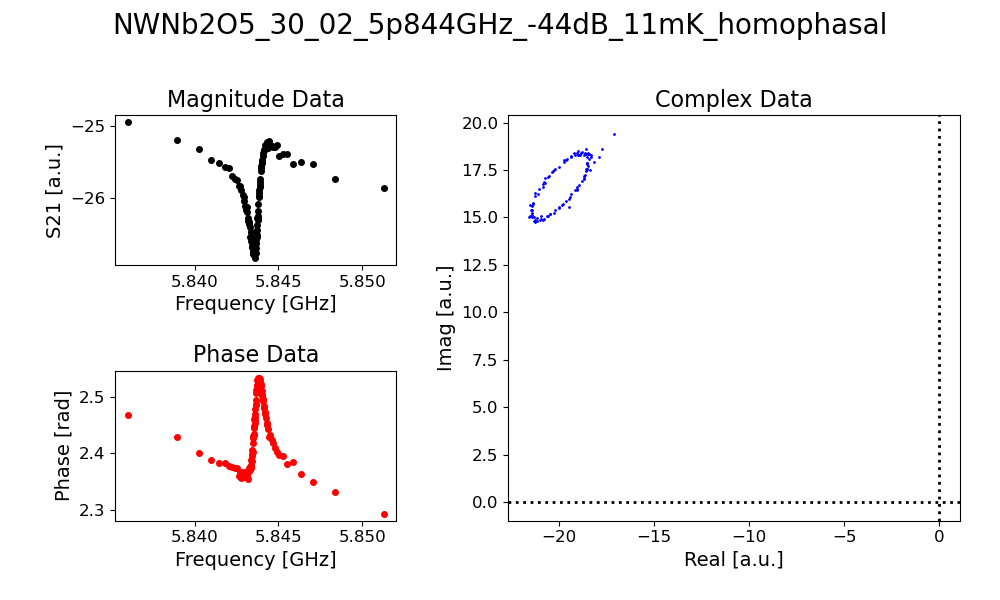 NWNb2O5_30_02_5p844GHz_-44dB_11mK_homophasal
Magnitude Data
S21 [a.u.]
−25
−26
5.840 5.845 5.850
Frequency [GHz]
Phase Data
Phase [rad]
2.5
2.4
2.3
5.840 5.845 5.850
Frequency [GHz]
Complex Data
Imag [a.u.]
20.0
17.5
15.0
12.5
10.0
7.5
5.0
2.5
0.0
−20 −15 −10 −5 0
Real [a.u.]